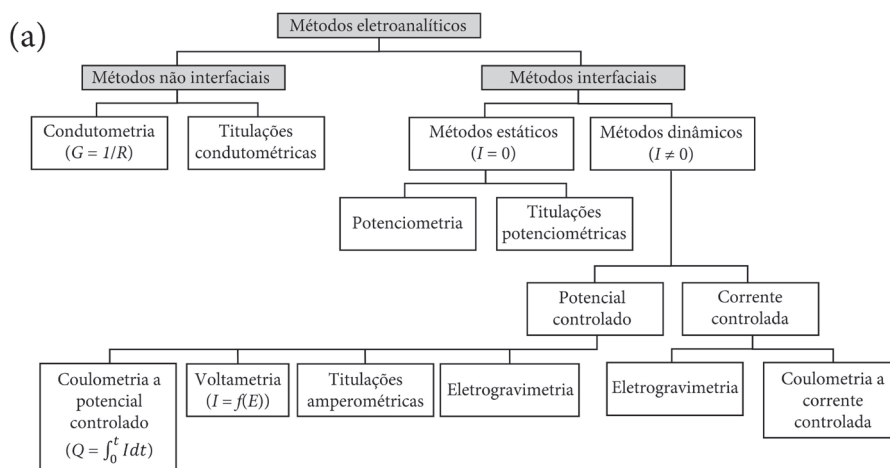 (a)
Métodos eletroanalíticos
Métodos não interfaciais
Métodos interfaciais
Condutometria
(G = 1/R)
Titulações
condutométricas
Métodos estáticos
(I = 0)
Métodos dinâmicos
(I ≠ 0)
Potenciometria
Titulações
potenciométricas
Potencial
controlado
Corrente
controlada
Coulometria a
potencial
controlado
(Q = ∫₀ᵗ Idt)
Voltametria
(I = f(E))
Titulações
amperométricas
Eletrogravimetria
Eletrogravimetria
Coulometria a
corrente
controlada